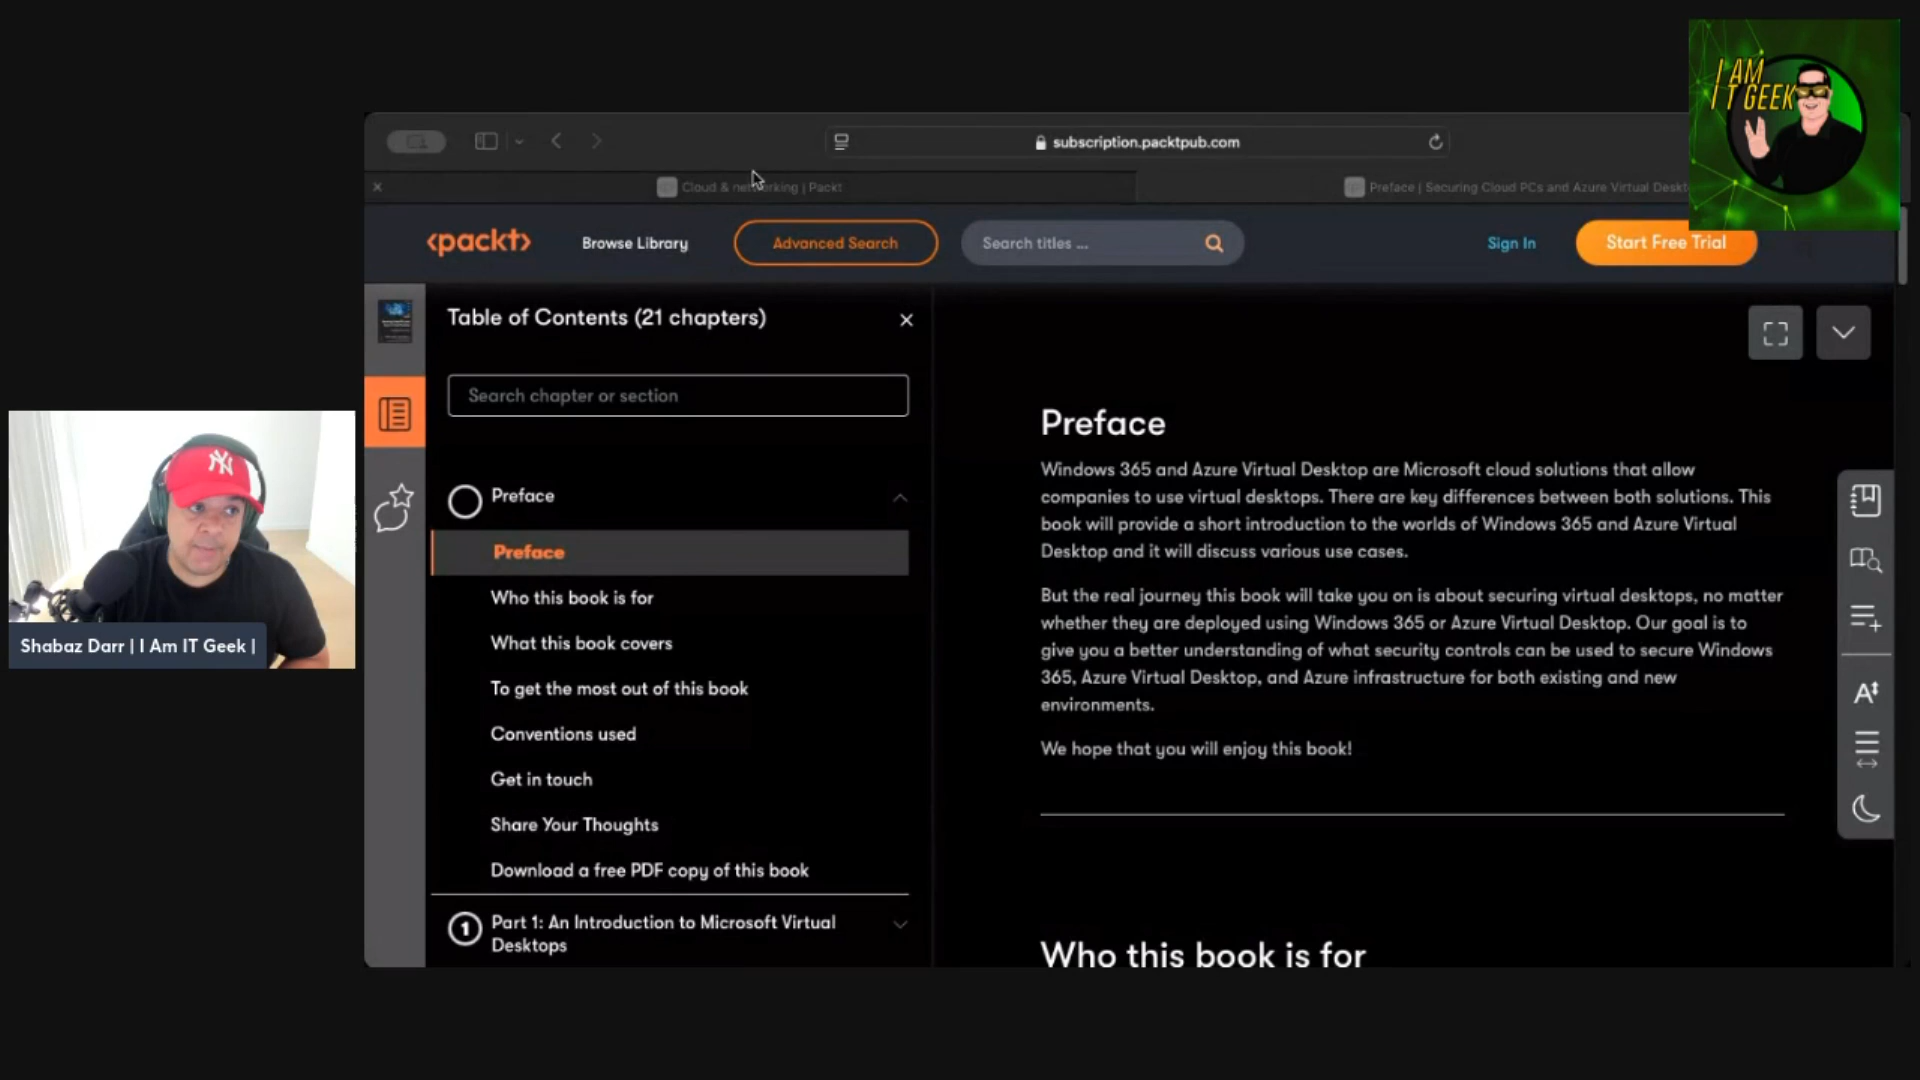 I AM
IT GEEK
subscription.packtpub.com
Cloud & networking | Packt
Preface | Securing Cloud PCs and Azure Virtual Deskt
<packt>
Browse Library
Advanced Search
Search titles ...
Sign In
Start Free Trial
Table of Contents (21 chapters)
Search chapter or section
Preface
Preface
Who this book is for
What this book covers
To get the most out of this book
Conventions used
Get in touch
Share Your Thoughts
Download a free PDF copy of this book
1 Part 1: An Introduction to Microsoft Virtual
Desktops
Preface
Windows 365 and Azure Virtual Desktop are Microsoft cloud solutions that allow
companies to use virtual desktops. There are key differences between both solutions. This
book will provide a short introduction to the worlds of Windows 365 and Azure Virtual
Desktop and it will discuss various use cases.
But the real journey this book will take you on is about securing virtual desktops, no matter
whether they are deployed using Windows 365 or Azure Virtual Desktop. Our goal is to
give you a better understanding of what security controls can be used to secure Windows
365, Azure Virtual Desktop, and Azure infrastructure for both existing and new
environments.
We hope that you will enjoy this book!
Who this book is for
NY
Shabaz Darr | I Am IT Geek |